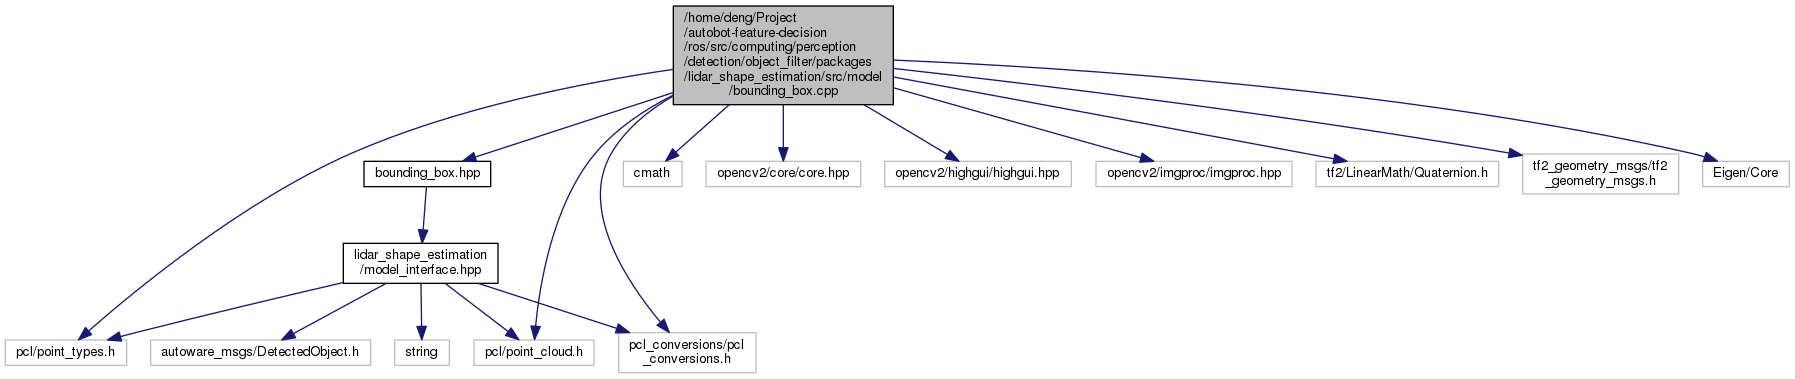 /home/deng/Project
/autobot-feature-decision
/ros/src/computing/perception
/detection/object_filter/packages
/lidar_shape_estimation/src/model
/bounding_box.cpp
bounding_box.hpp
cmath
opencv2/core/core.hpp
opencv2/highgui/highgui.hpp
opencv2/imgproc/imgproc.hpp
tf2/LinearMath/Quaternion.h
tf2_geometry_msgs/tf2
_geometry_msgs.h
Eigen/Core
lidar_shape_estimation
/model_interface.hpp
pcl/point_types.h
autoware_msgs/DetectedObject.h
string
pcl/point_cloud.h
pcl_conversions/pcl
_conversions.h